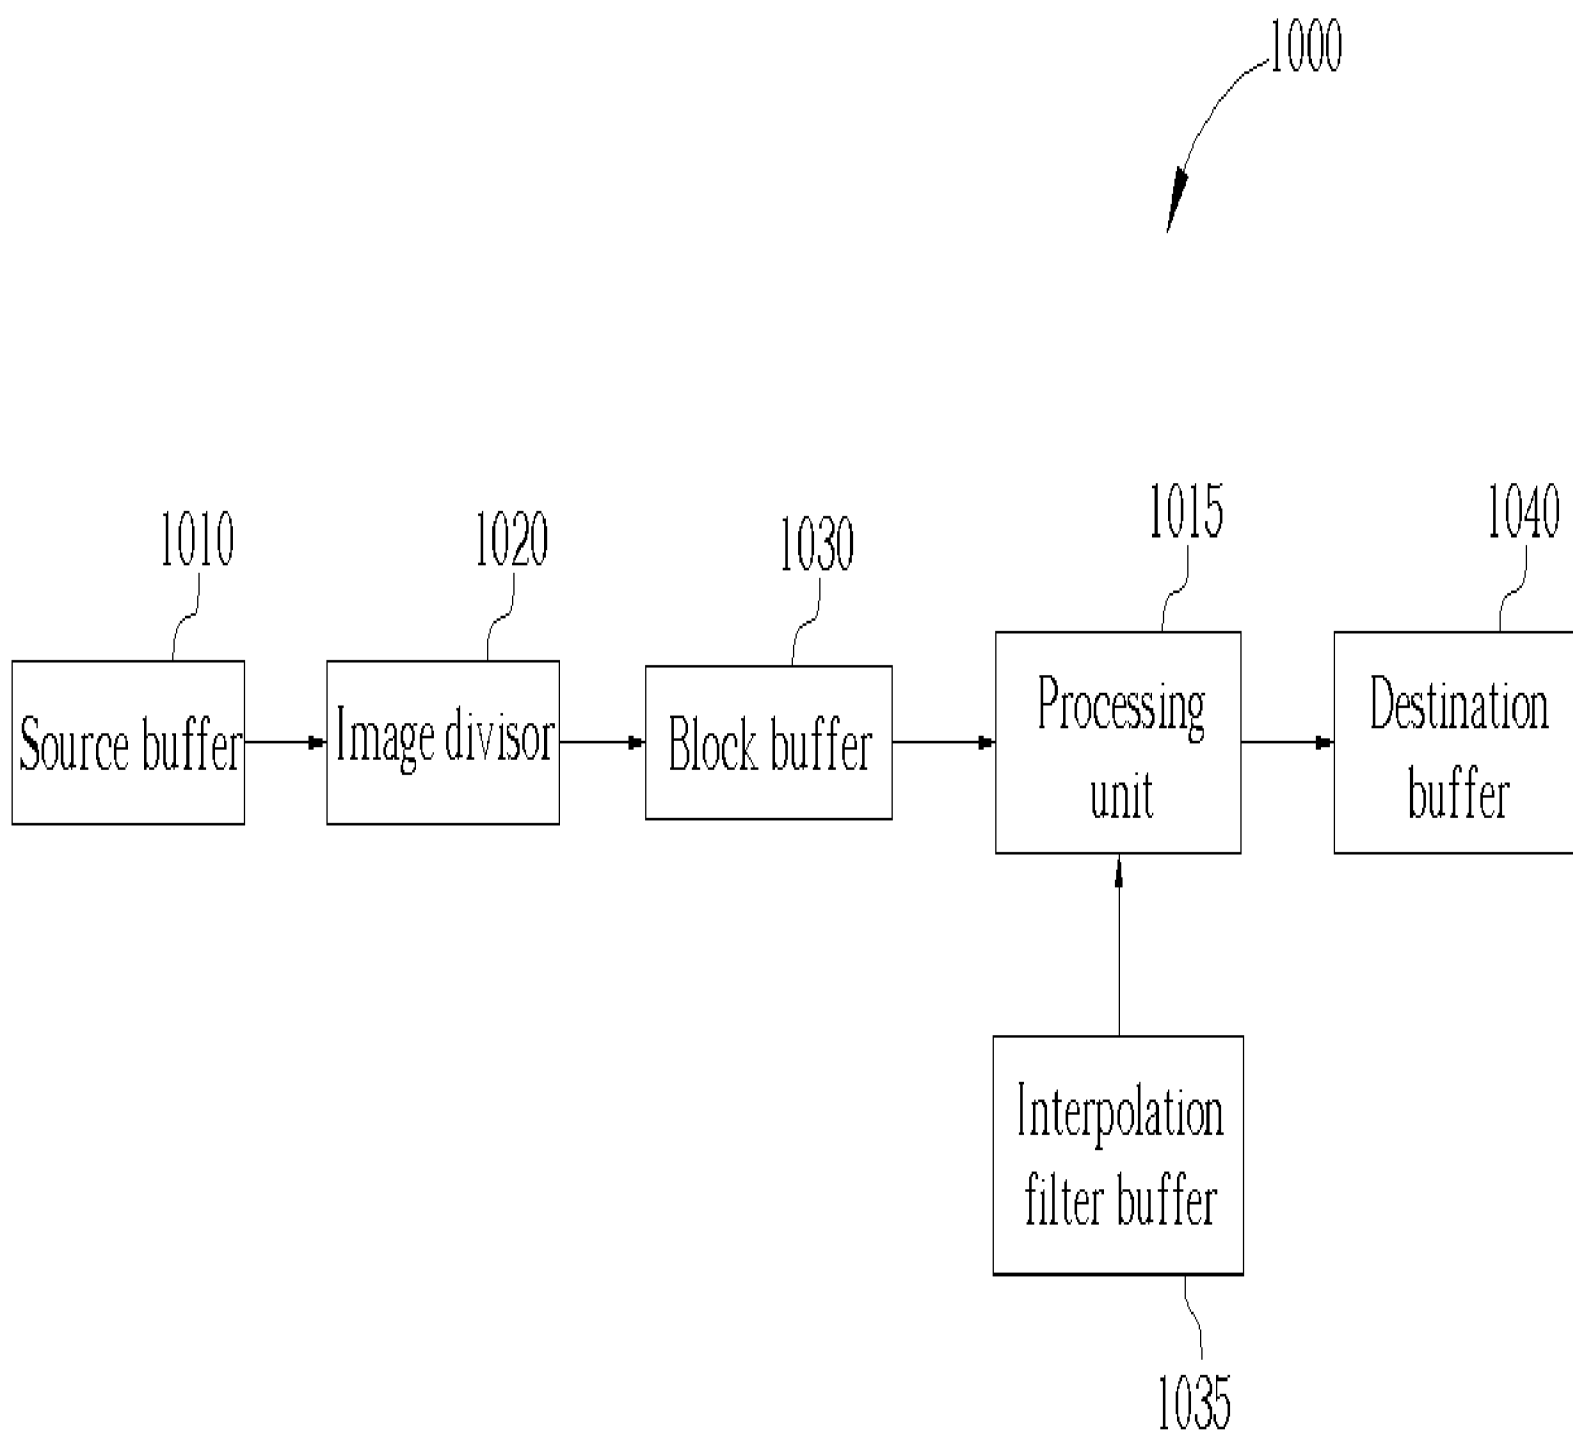 1000
1010
1020
1030
1015
1040
Source buffer
Image divisor
Block buffer
Processing
unit
Destination
buffer
Interpolation
filter buffer
1035